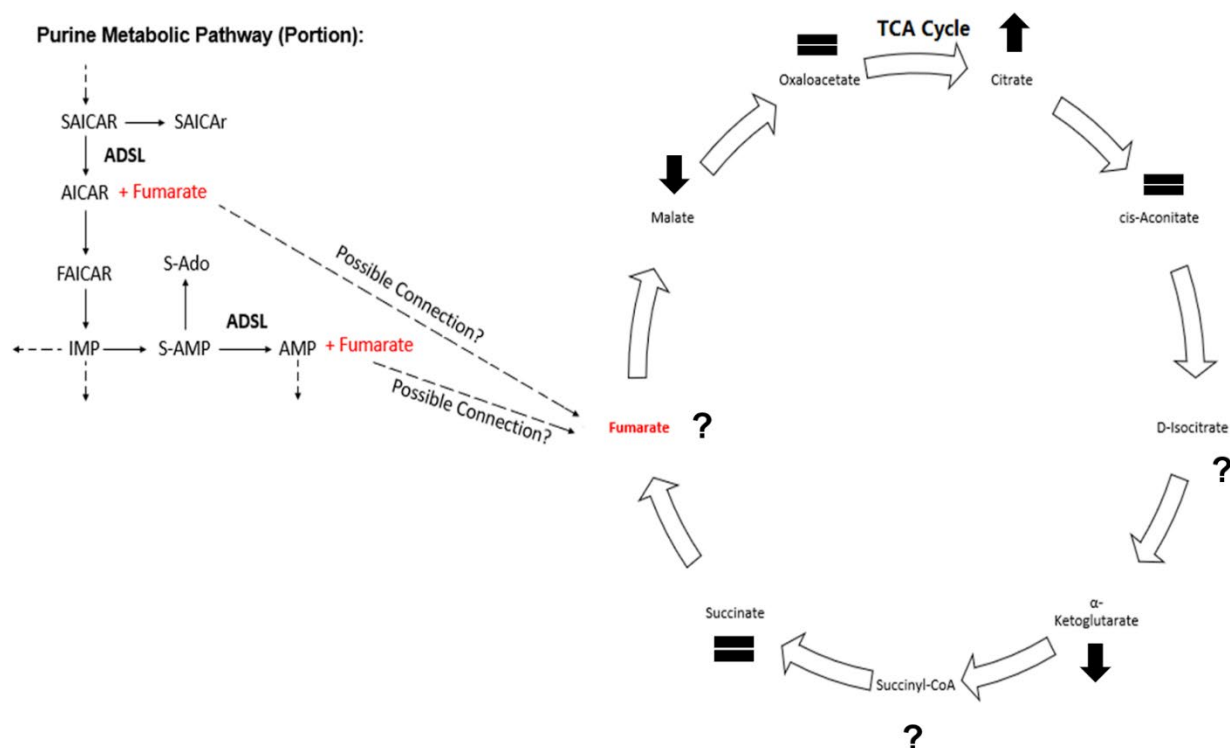 Purine Metabolic Pathway (Portion):
SAICAR
SAICAr
ADSL
AICAR
+ Fumarate
FAICAR
S-Ado
ADSL
IMP
S-AMP
AMP
+ Fumarate
Possible Connection?
Possible Connection?
TCA Cycle
Oxaloacetate
Citrate
Malate
cis-Aconitate
Fumarate
?
D-Isocitrate
?
Succinate
α-
Ketoglutarate
Succinyl-CoA
?